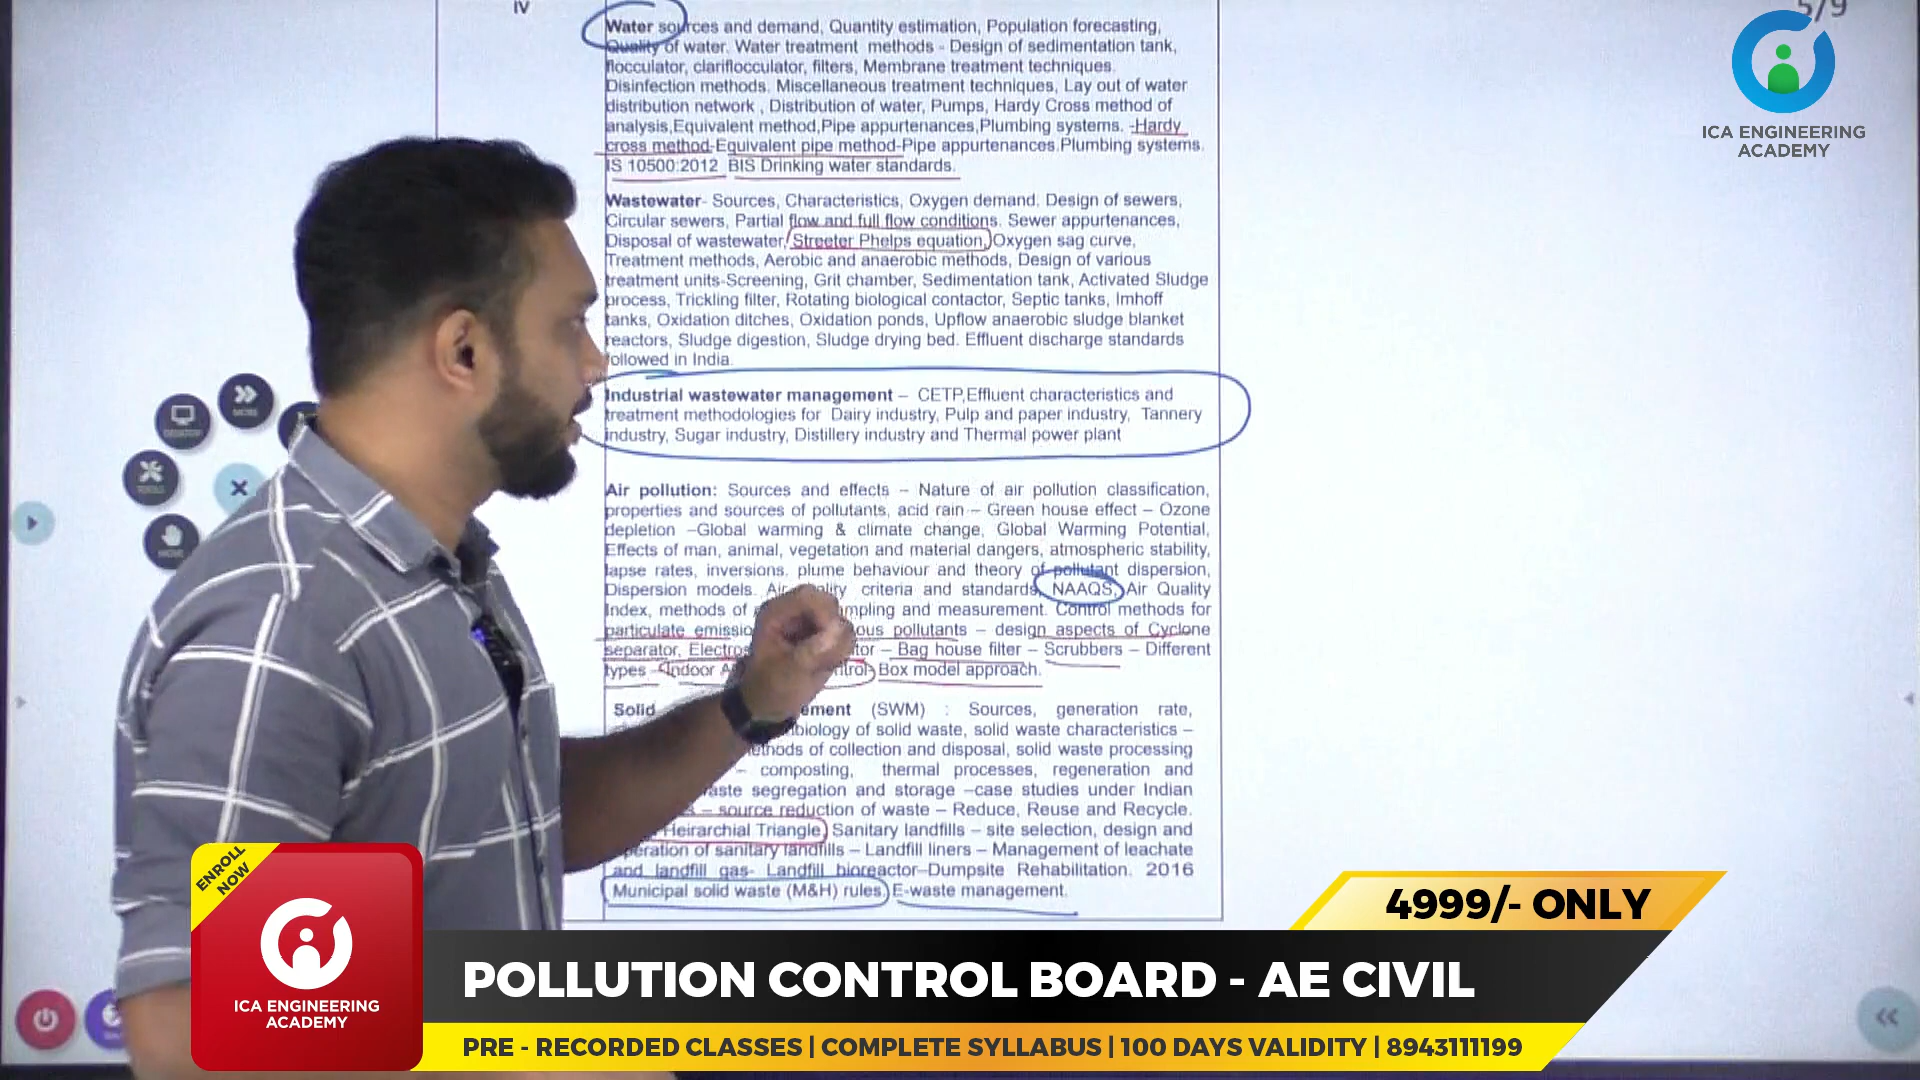 IV
5/9
Water sources and demand, Quantity estimation, Population forecasting,
Quality of water. Water treatment methods - Design of sedimentation tank,
flocculator, clariflocculator, filters, Membrane treatment techniques.
Disinfection methods. Miscellaneous treatment techniques, Lay out of water
distribution network , Distribution of water, Pumps, Hardy Cross method of
analysis,Equivalent method,Pipe appurtenances,Plumbing systems. -Hardy
cross method-Equivalent pipe method-Pipe appurtenances.Plumbing systems.
IS 10500:2012 BIS Drinking water standards.
Wastewater- Sources, Characteristics, Oxygen demand. Design of sewers,
Circular sewers, Partial flow and full flow conditions. Sewer appurtenances,
Disposal of wastewater, Streeter Phelps equation, Oxygen sag curve,
Treatment methods, Aerobic and anaerobic methods, Design of various
treatment units-Screening, Grit chamber, Sedimentation tank, Activated Sludge
process, Trickling filter, Rotating biological contactor, Septic tanks, Imhoff
tanks, Oxidation ditches, Oxidation ponds, Upflow anaerobic sludge blanket
reactors, Sludge digestion, Sludge drying bed. Effluent discharge standards
followed in India.
Industrial wastewater management – CETP,Effluent characteristics and
treatment methodologies for Dairy industry, Pulp and paper industry, Tannery
industry, Sugar industry, Distillery industry and Thermal power plant
Air pollution: Sources and effects – Nature of air pollution classification,
properties and sources of pollutants, acid rain – Green house effect – Ozone
depletion –Global warming & climate change, Global Warming Potential,
Effects of man, animal, vegetation and material dangers, atmospheric stability,
lapse rates, inversions, plume behaviour and theory of pollutant dispersion,
Dispersion models. Air criteria and standards, NAAQS, Air Quality
Index, methods of and measurement. Control methods for
particulate pollutants – design aspects of Cyclone
separator, – Bag house filter – Scrubbers – Different
types – Indoor Box model approach.
Solid (SWM) : Sources, generation rate,
of solid waste, solid waste characteristics –
of collection and disposal, solid waste processing
– composting, thermal processes, regeneration and
segregation and storage –case studies under Indian
– source reduction of waste – Reduce, Reuse and Recycle.
Heirarchial Triangle, Sanitary landfills – site selection, design and
operation of sanitary landfills – Landfill liners – Management of leachate
and landfill gas- Landfill bioreactor–Dumpsite Rehabilitation. 2016
Municipal solid waste (M&H) rules, E-waste management.
ICA ENGINEERING
ACADEMY
MORE
DESKTOP
TOOLS
MOVE
ENROLL
NOW
ICA ENGINEERING
ACADEMY
4999/- ONLY
POLLUTION CONTROL BOARD - AE CIVIL
PRE - RECORDED CLASSES | COMPLETE SYLLABUS | 100 DAYS VALIDITY | 8943111199